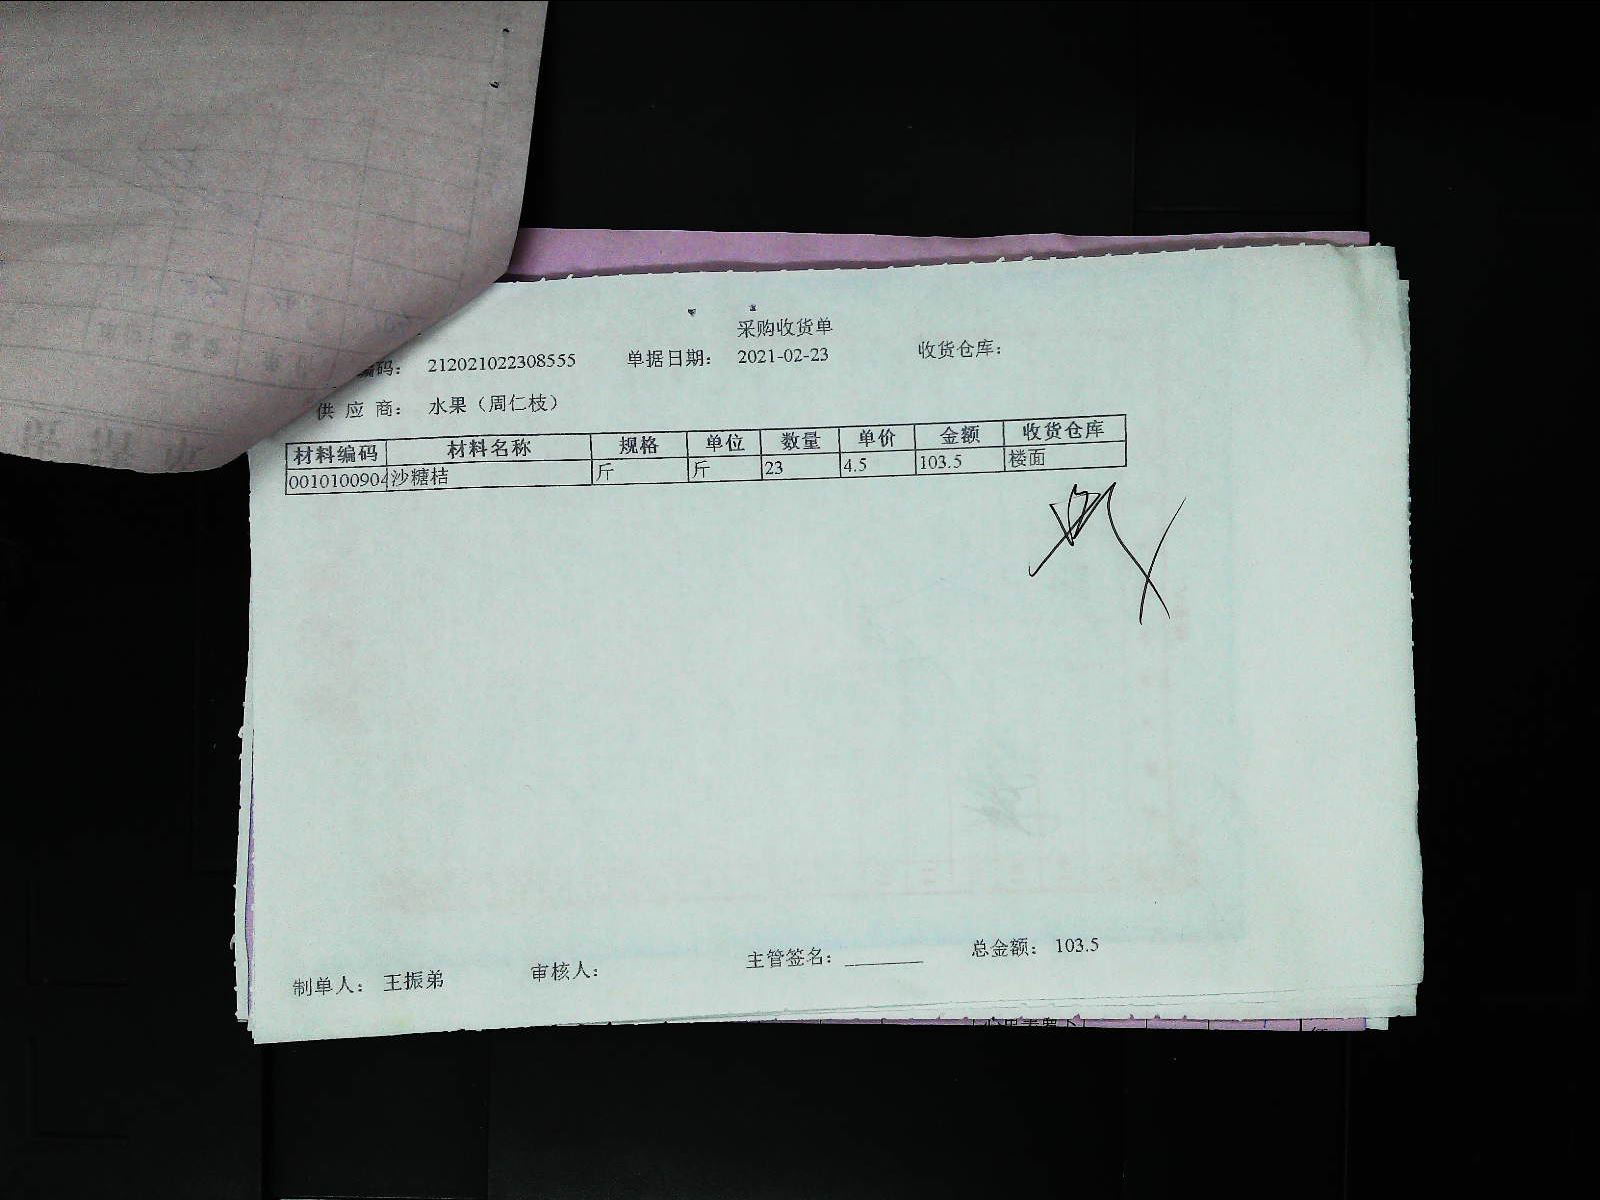 采购收货单
编码： 212021022308555 单据日期： 2021-02-23 收货仓库：
供 应 商： 水果（周仁枝）
材料编码 材料名称 规格 单位 数量 单价 金额 收货仓库
0010100904 沙糖桔 斤 斤 23 4.5 103.5 楼面
制单人： 王振弟 审核人： 主管签名： ________ 总金额： 103.5